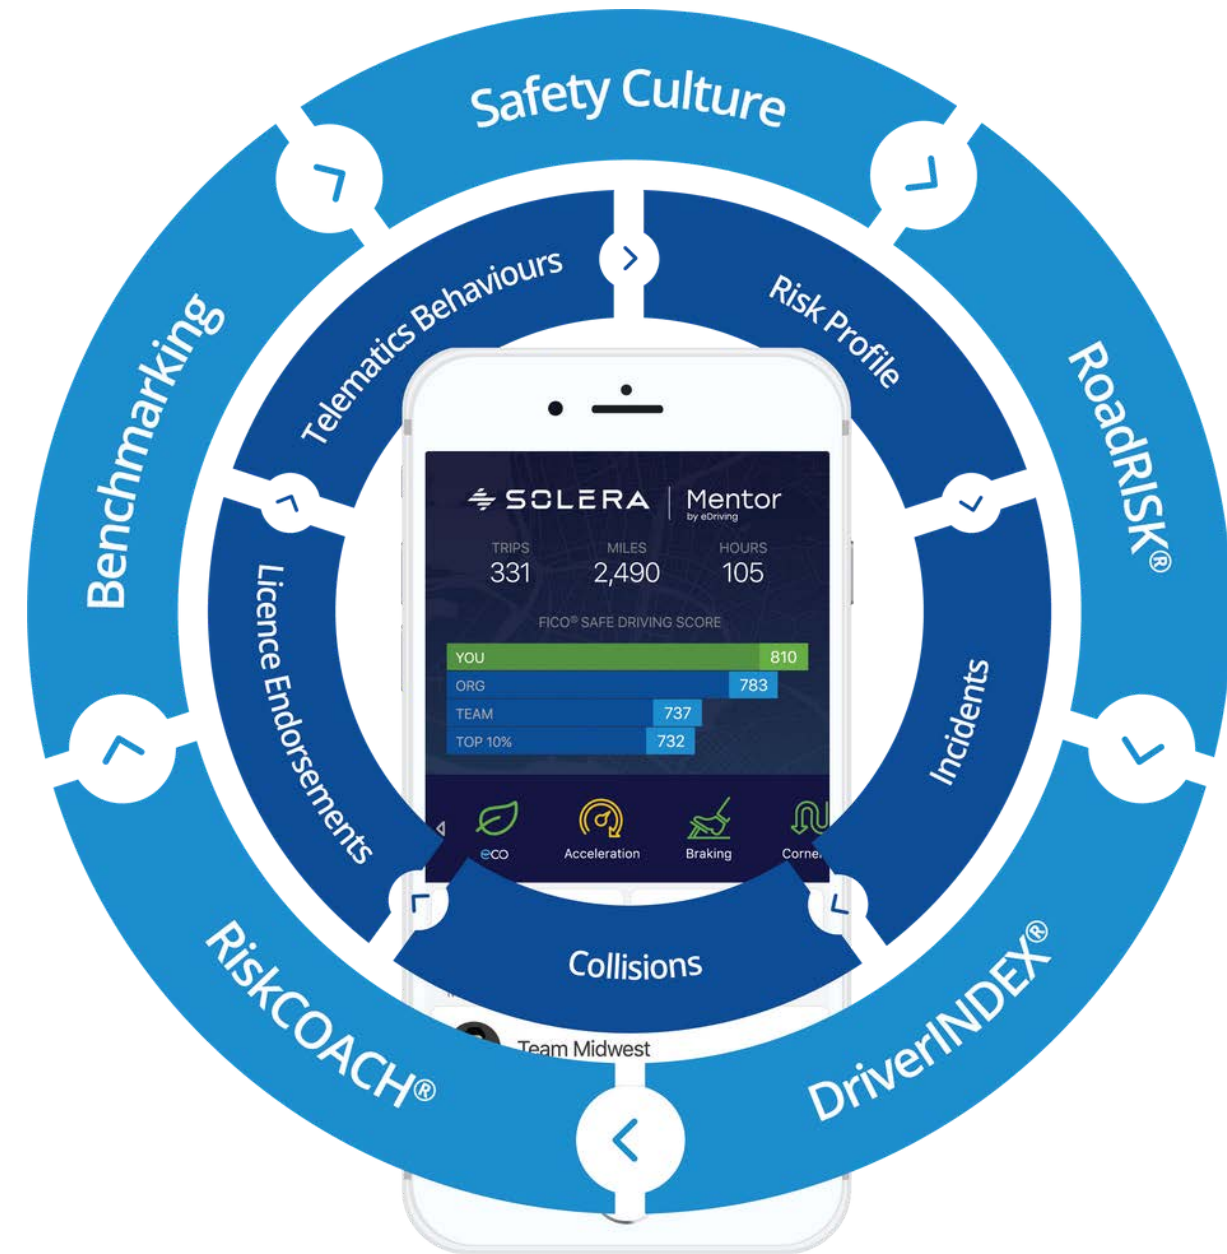 Safety Culture
RoadRISK®
DriverINDEX®
RiskCOACH®
Benchmarking
Telematics Behaviours
Risk Profile
Incidents
Collisions
Licence Endorsements
SOLERA | Mentor
by eDriving
TRIPS MILES HOURS
331 2,490 105
FICO® SAFE DRIVING SCORE
YOU 810
ORG 783
TEAM 737
TOP 10% 732
eco Acceleration Braking
Team Midwest